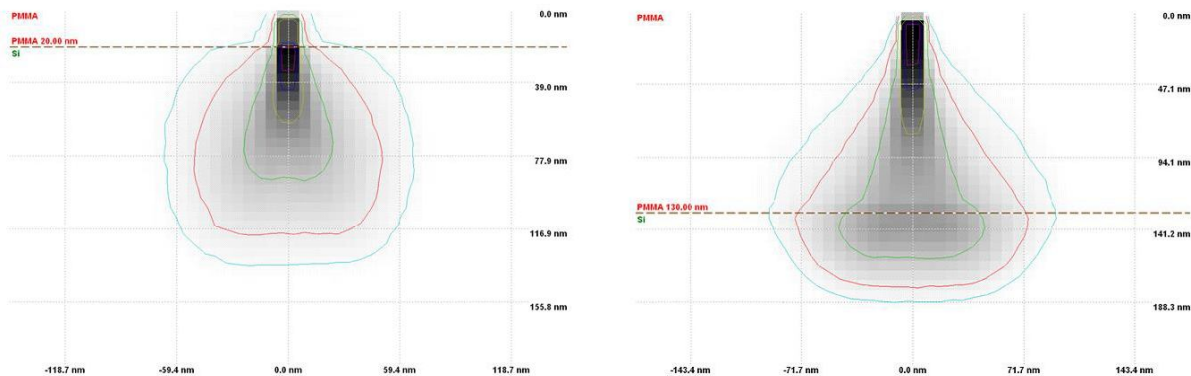 PMMA 0.0 nm
PMMA 20.00 nm
Si
39.0 nm
77.9 nm
116.9 nm
155.8 nm
-118.7 nm -59.4 nm 0.0 nm 59.4 nm 118.7 nm
PMMA 0.0 nm
47.1 nm
94.1 nm
PMMA 130.00 nm
Si
141.2 nm
188.3 nm
-143.4 nm -71.7 nm 0.0 nm 71.7 nm 143.4 nm